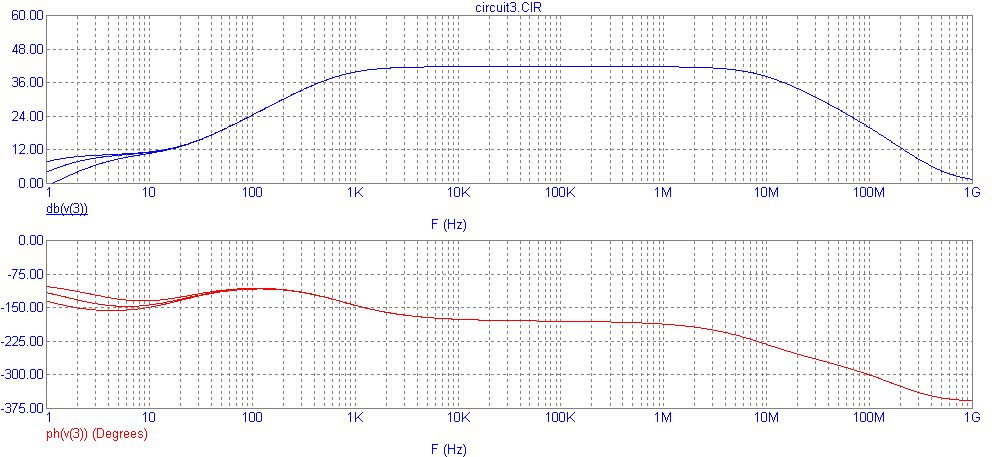 circuit3.CIR
60.00
48.00
36.00
24.00
12.00
0.00
1 10 100 1K 10K 100K 1M 10M 100M 1G
db(v(3))
F (Hz)
0.00
-75.00
-150.00
-225.00
-300.00
-375.00
1 10 100 1K 10K 100K 1M 10M 100M 1G
ph(v(3)) (Degrees)
F (Hz)